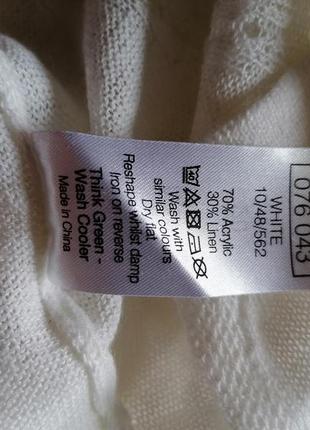 076 043
WHITE
10/48/562
70% Acrylic
30% Linen
40
Wash with
similar colours
Dry flat
Reshape whilst damp
Iron on reverse
Think Green -
Wash Cooler
Made in China